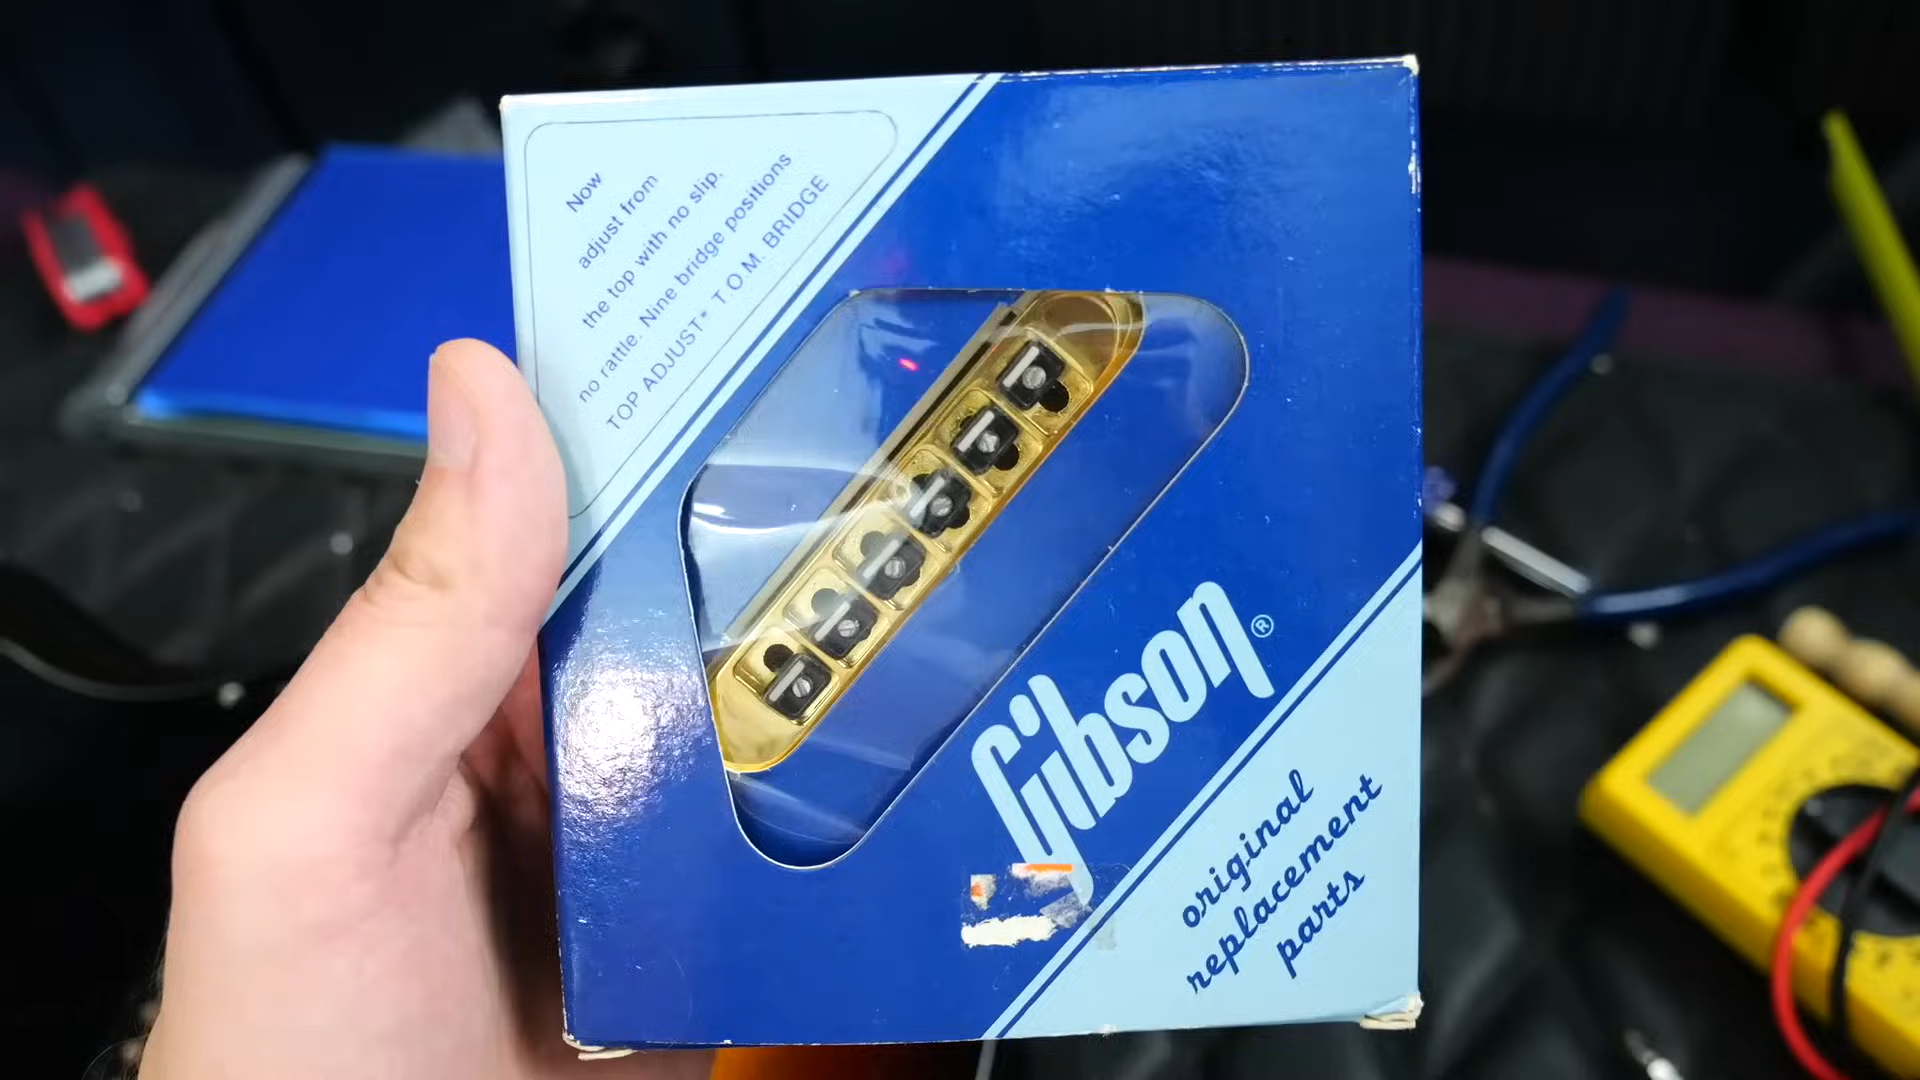 Now
adjust from
the top with no slip,
no rattle. Nine bridge positions
TOP ADJUST* T.O.M. BRIDGE
Gibson®
original
replacement
parts